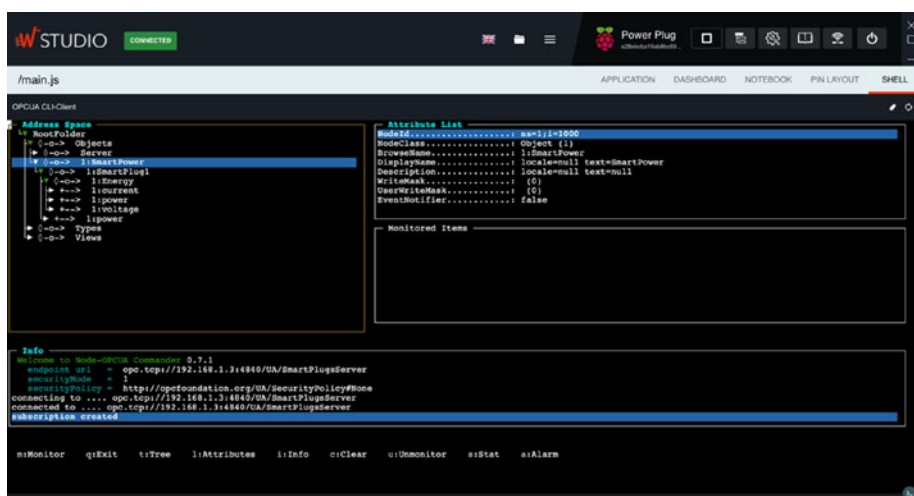 W STUDIO CONNECTED Power Plug
/main.js APPLICATION DASHBOARD NOTEBOOK PIN LAYOUT SHELL
OPCUA CLI-Client
Address Space
RootFolder
◊-o-> Objects
◊-o-> Server
◊-o-> 1:SmartPower
◊-o-> 1:SmartPlug1
◊-o-> 1:Energy
+--> 1:current
+--> 1:power
+--> 1:voltage
+--> 1:power
◊-o-> Types
◊-o-> Views
Attribute List
NodeId...................: ns=1;i=1000
NodeClass................: Object (1)
BrowseName...............: 1:SmartPower
DisplayName..............: locale=null text=SmartPower
Description..............: locale=null text=null
WriteMask................: (0)
UserWriteMask............: (0)
EventNotifier............: false
Monitored Items
Info
Welcome to Node-OPCUA Commander 0.7.1
endpoint url = opc.tcp://192.168.1.3:4840/UA/SmartPlugsServer
securityMode = 1
securityPolicy = http://opcfoundation.org/UA/SecurityPolicy#None
connecting to .... opc.tcp://192.168.1.3:4840/UA/SmartPlugsServer
connected to .... opc.tcp://192.168.1.3:4840/UA/SmartPlugsServer
subscription created
m:Monitor q:Exit t:Tree l:Attributes i:Info c:Clear u:Unmonitor s:Stat a:Alarm